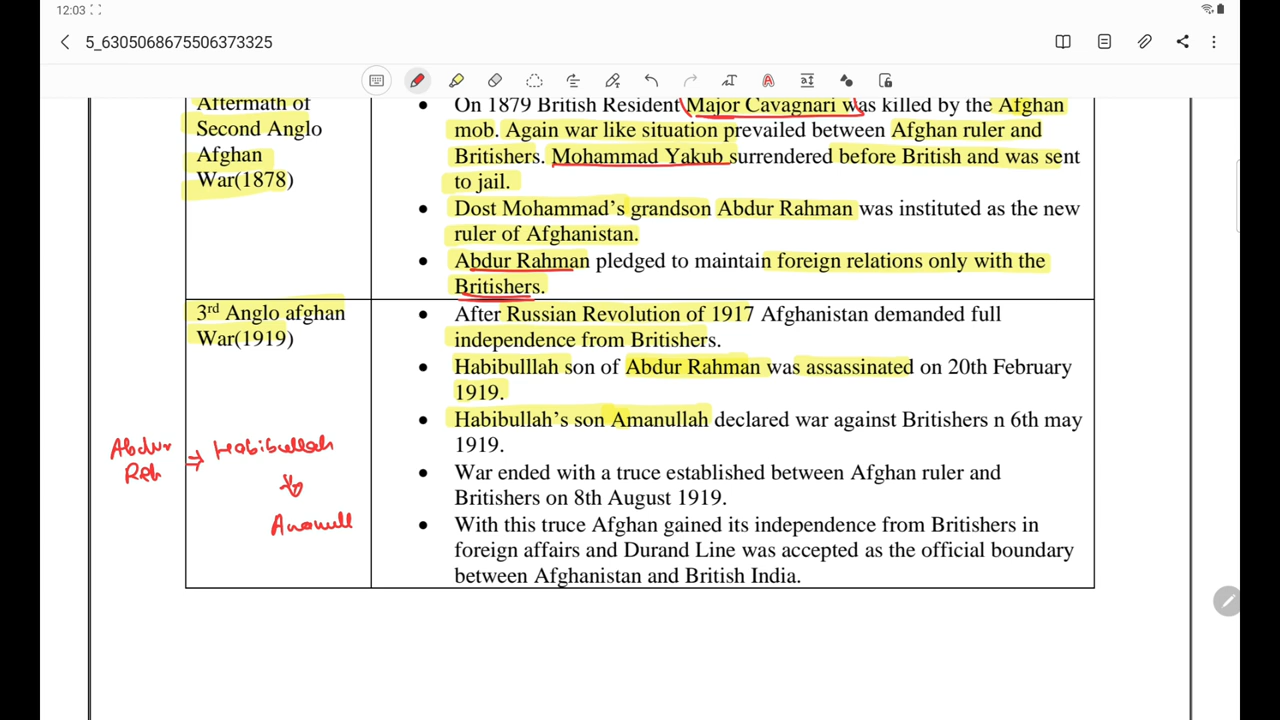 12:03
5_6305068675506373325
Aftermath of
Second Anglo
Afghan
War(1878)
On 1879 British Resident Major Cavagnari was killed by the Afghan
mob. Again war like situation prevailed between Afghan ruler and
Britishers. Mohammad Yakub surrendered before British and was sent
to jail.
Dost Mohammad's grandson Abdur Rahman was instituted as the new
ruler of Afghanistan.
Abdur Rahman pledged to maintain foreign relations only with the
Britishers.
3rd Anglo afghan
War(1919)
After Russian Revolution of 1917 Afghanistan demanded full
independence from Britishers.
Habibulllah son of Abdur Rahman was assassinated on 20th February
1919.
Habibullah's son Amanullah declared war against Britishers n 6th may
1919.
War ended with a truce established between Afghan ruler and
Britishers on 8th August 1919.
With this truce Afghan gained its independence from Britishers in
foreign affairs and Durand Line was accepted as the official boundary
between Afghanistan and British India.
Abdur
Reh
Habibullah
Amanull